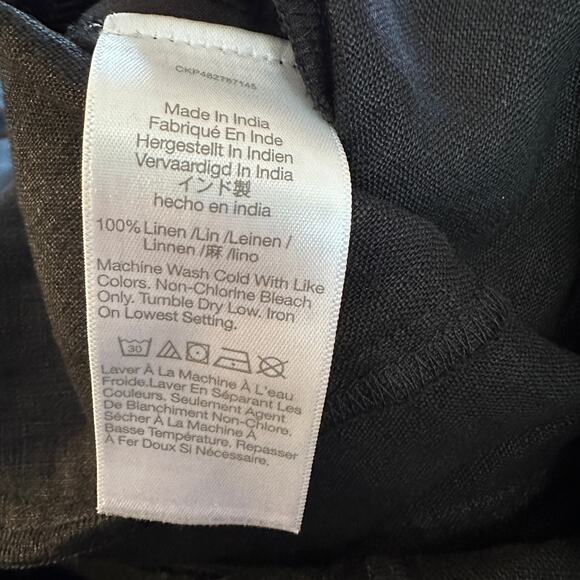 CKP482787145
Made In India
Fabriqué En Inde
Hergestellt In Indien
Vervaardigd In India
インド製
hecho en india
100% Linen /Lin /Leinen /
Linnen /麻 /lino
Machine Wash Cold With Like
Colors. Non-Chlorine Bleach
Only. Tumble Dry Low. Iron
On Lowest Setting.
30
Laver À La Machine À L'eau
Froide.Laver En Séparant Les
Couleurs. Seulement Agent
De Blanchiment Non-Chlore.
Sécher À La Machine À
Basse Température. Repasser
À Fer Doux Si Nécessaire.